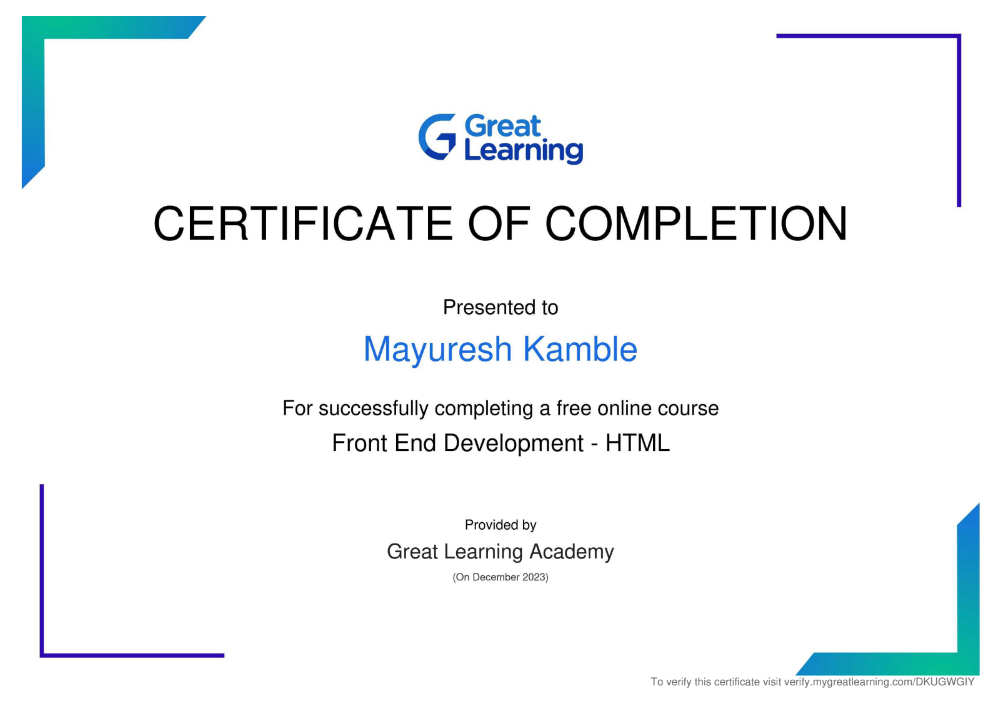 Great
Learning
CERTIFICATE OF COMPLETION
Presented to
Mayuresh Kamble
For successfully completing a free online course
Front End Development - HTML
Provided by
Great Learning Academy
(On December 2023)
To verify this certificate visit verify.mygreatlearning.com/DKUGWGIY